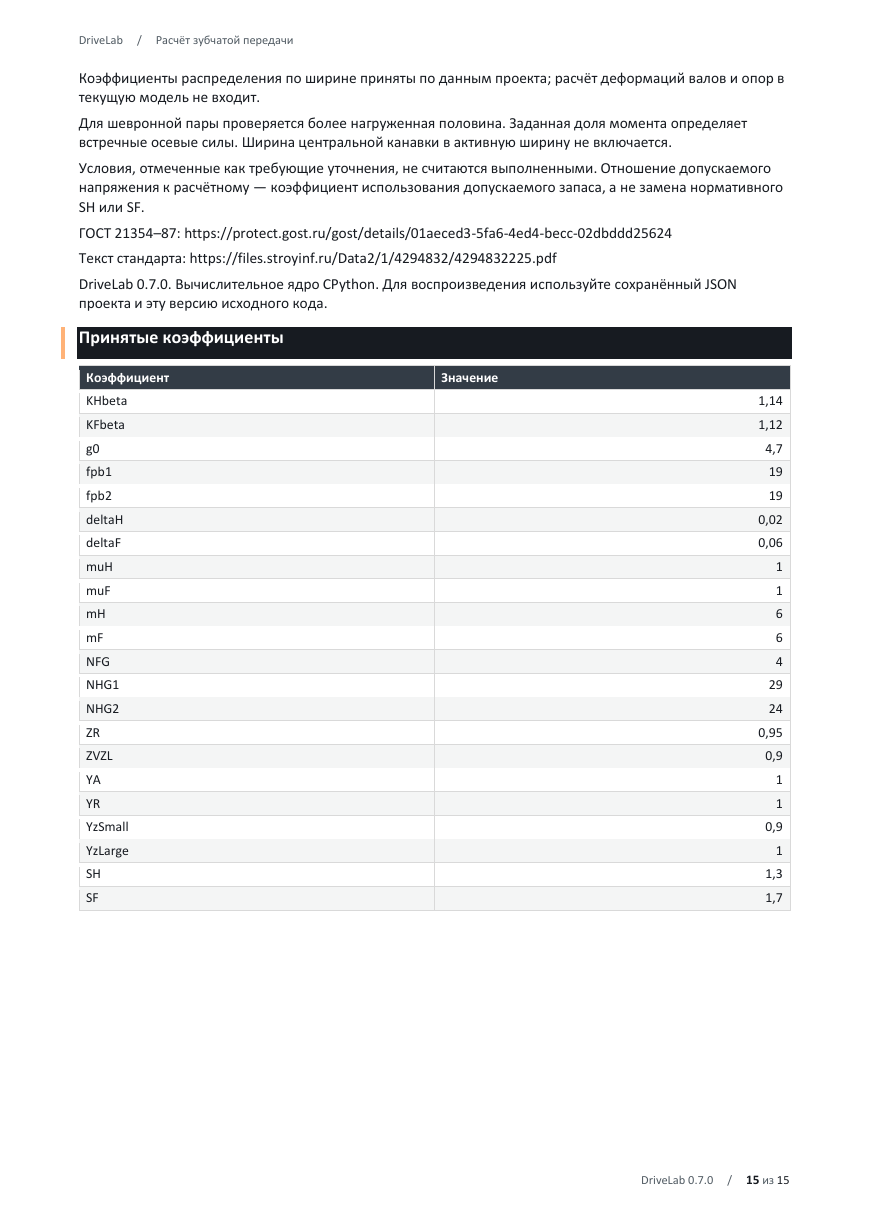 DriveLab / Расчёт зубчатой передачи
Коэффициенты распределения по ширине приняты по данным проекта; расчёт деформаций валов и опор в
текущую модель не входит.
Для шевронной пары проверяется более нагруженная половина. Заданная доля момента определяет
встречные осевые силы. Ширина центральной канавки в активную ширину не включается.
Условия, отмеченные как требующие уточнения, не считаются выполненными. Отношение допускаемого
напряжения к расчётному — коэффициент использования допускаемого запаса, а не замена нормативного
SH или SF.
ГОСТ 21354–87: https://protect.gost.ru/gost/details/01aeced3-5fa6-4ed4-becc-02dbddd25624
Текст стандарта: https://files.stroyinf.ru/Data2/1/4294832/4294832225.pdf
DriveLab 0.7.0. Вычислительное ядро CPython. Для воспроизведения используйте сохранённый JSON
проекта и эту версию исходного кода.
Принятые коэффициенты
Коэффициент Значение
KHbeta 1,14
KFbeta 1,12
g0 4,7
fpb1 19
fpb2 19
deltaH 0,02
deltaF 0,06
muH 1
muF 1
mH 6
mF 6
NFG 4
NHG1 29
NHG2 24
ZR 0,95
ZVZL 0,9
YA 1
YR 1
YzSmall 0,9
YzLarge 1
SH 1,3
SF 1,7
DriveLab 0.7.0 / 15 из 15